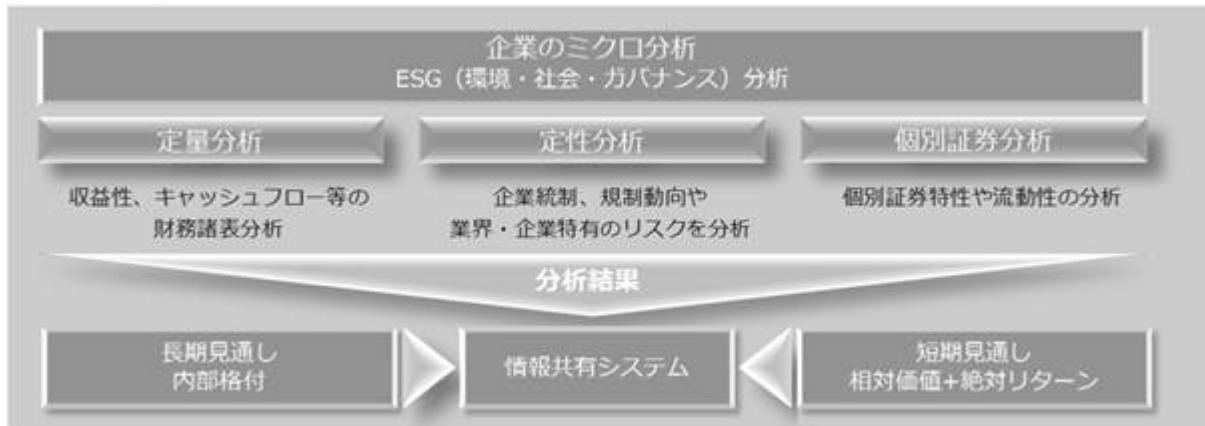 企業のミクロ分析
ESG（環境・社会・ガバナンス）分析
定量分析
収益性、キャッシュフロー等の
財務諸表分析
定性分析
企業統制、規制動向や
業界・企業特有のリスクを分析
個別証券分析
個別証券特性や流動性の分析
分析結果
長期見通し
内部格付
情報共有システム
短期見通し
相対価値+絶対リターン